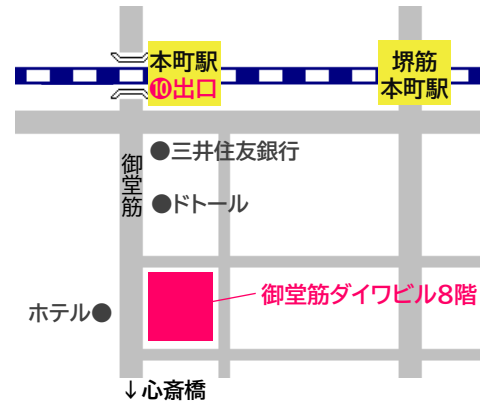 本町駅
❿出口
堺筋
本町駅
●三井住友銀行
御堂筋
●ドトール
御堂筋ダイワビル8階
ホテル●
↓心斎橋